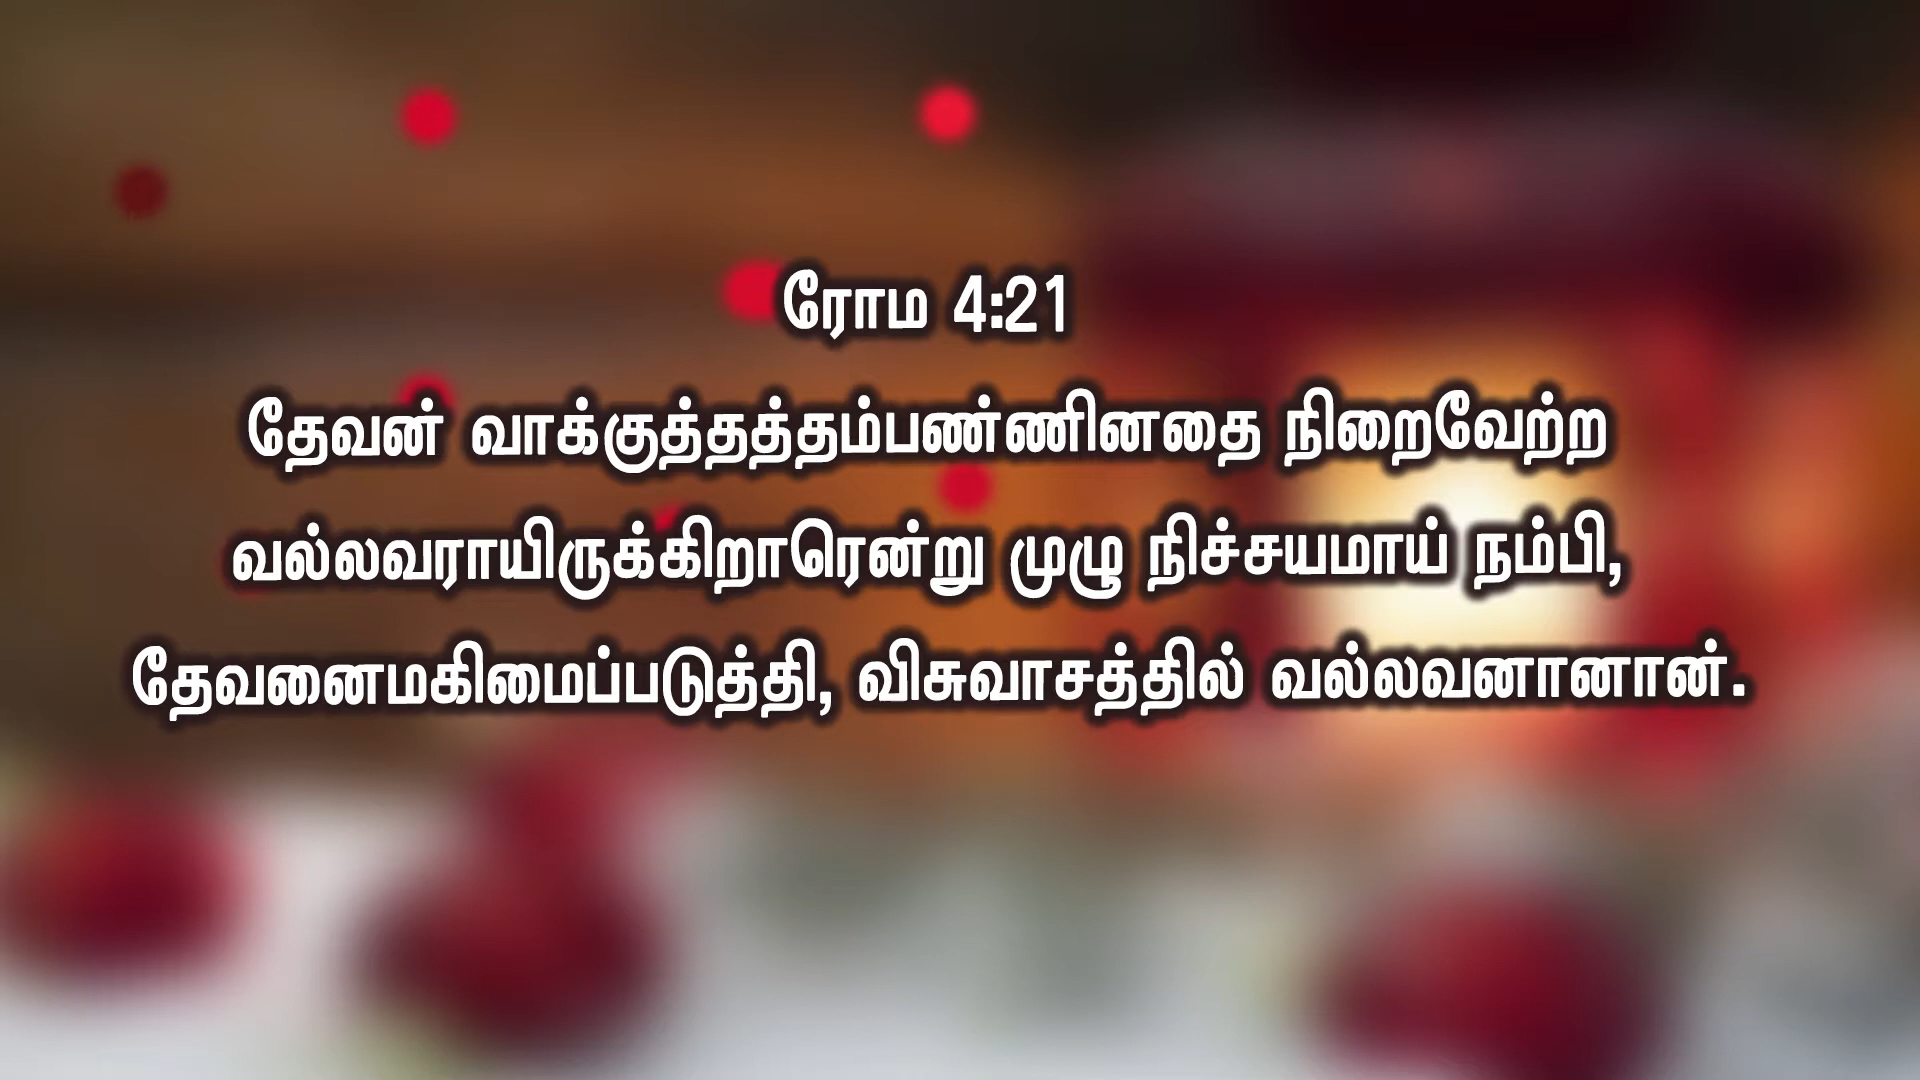 ரோம 4:21
தேவன் வாக்குத்தத்தம்பண்ணினதை நிறைவேற்ற
வல்லவராயிருக்கிறாரென்று முழு நிச்சயமாய் நம்பி,
தேவனைமகிமைப்படுத்தி, விசுவாசத்தில் வல்லவனானான்.